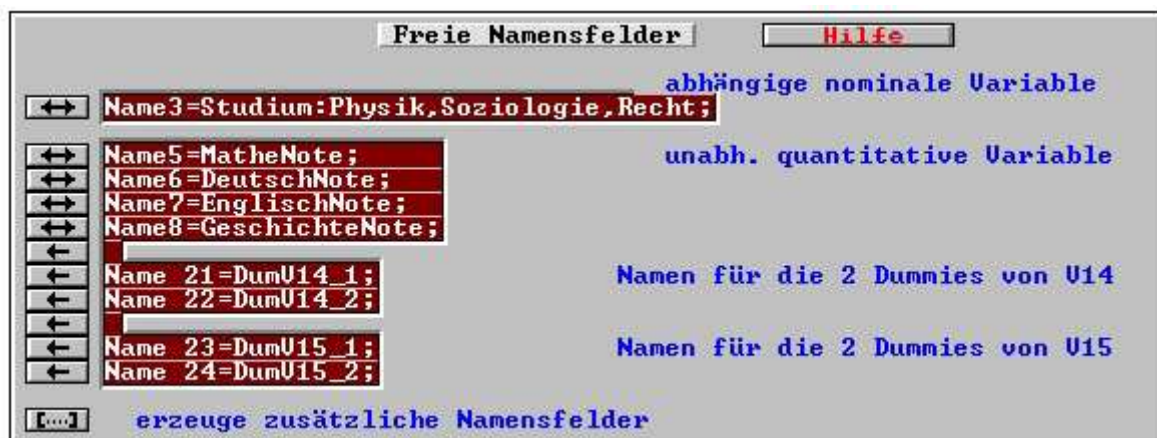 Freie Namensfelder Hilfe
abhängige nominale Variable
Name3=Studium:Physik,Soziologie,Recht;
Name5=MatheNote; unabh. quantitative Variable
Name6=DeutschNote;
Name7=EnglischNote;
Name8=GeschichteNote;
Name 21=DumV14_1; Namen für die 2 Dummies von V14
Name 22=DumV14_2;
Name 23=DumV15_1; Namen für die 2 Dummies von V15
Name 24=DumV15_2;
[....] erzeuge zusätzliche Namensfelder